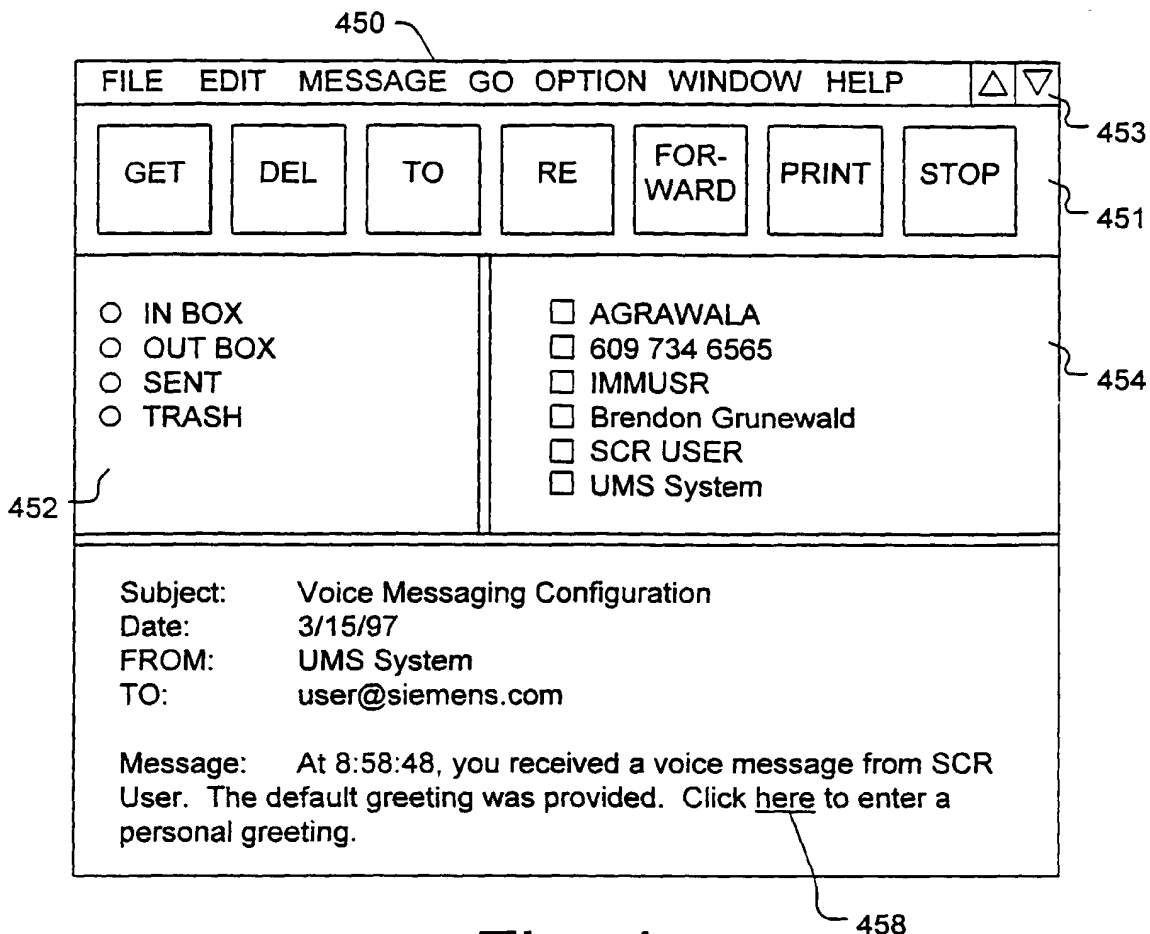 450
FILE EDIT MESSAGE GO OPTION WINDOW HELP
453
GET DEL TO RE FOR-
WARD PRINT STOP
451
IN BOX
OUT BOX
SENT
TRASH
452
AGRAWALA
609 734 6565
IMMUSR
Brendon Grunewald
SCR USER
UMS System
454
Subject: Voice Messaging Configuration
Date: 3/15/97
FROM: UMS System
TO: user@siemens.com
Message: At 8:58:48, you received a voice message from SCR
User. The default greeting was provided. Click here to enter a
personal greeting.
458